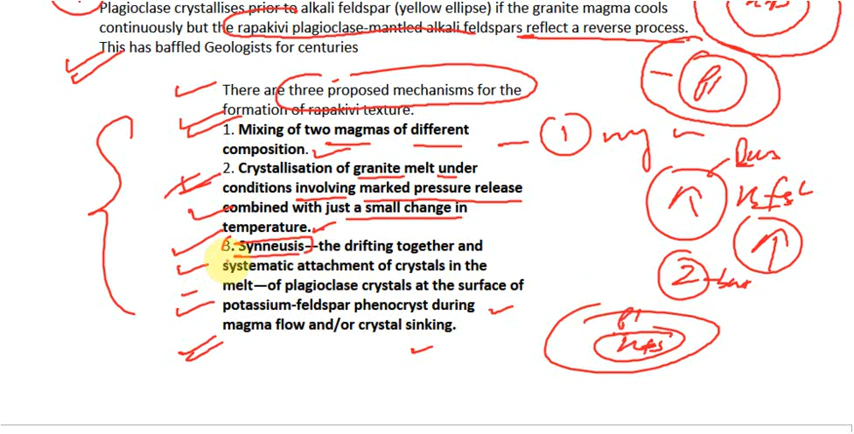 Plagioclase crystallises prior to alkali feldspar (yellow ellipse) if the granite magma cools
continuously but the rapakivi plagioclase-mantled alkali feldspars reflect a reverse process.
This has baffled Geologists for centuries
There are three proposed mechanisms for the
formation of rapakivi texture.
1. Mixing of two magmas of different
composition.
2. Crystallisation of granite melt under
conditions involving marked pressure release
combined with just a small change in
temperature.
3. Synneusis—the drifting together and
systematic attachment of crystals in the
melt—of plagioclase crystals at the surface of
potassium-feldspar phenocryst during
magma flow and/or crystal sinking.
1
2